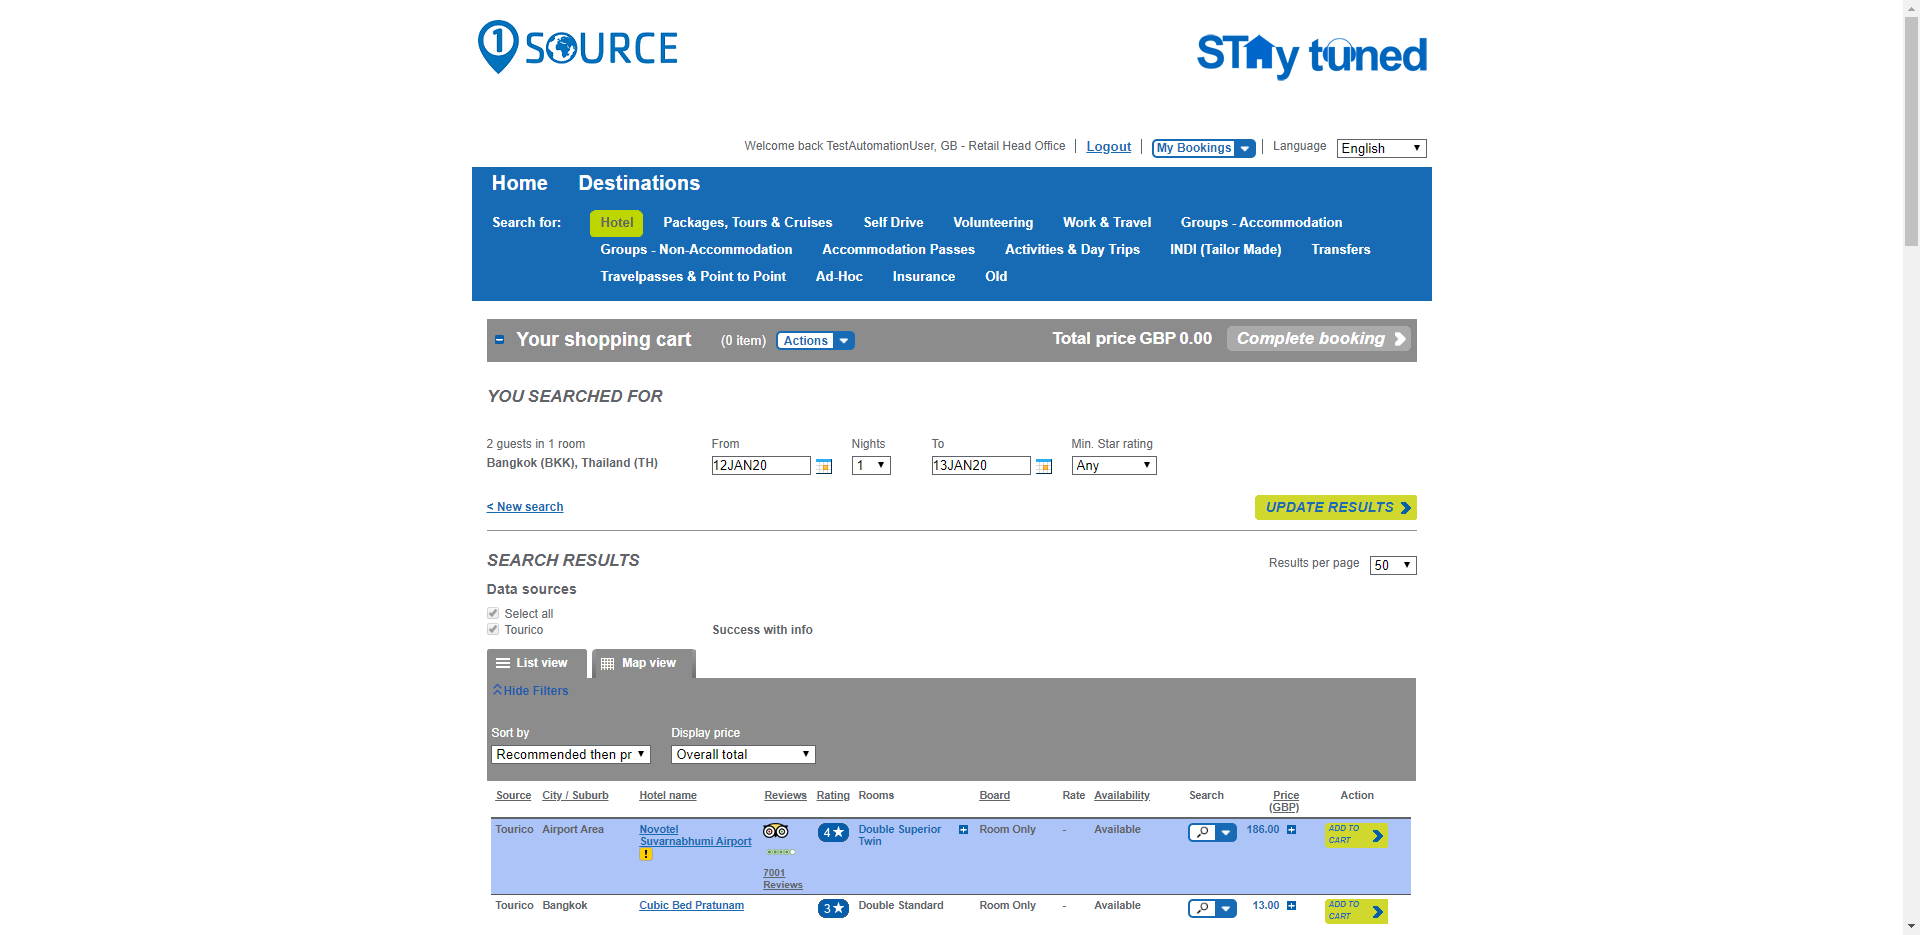 1 SOURCE
STAy tuned
Welcome back TestAutomationUser, GB - Retail Head Office | Logout | My Bookings | Language English
Home Destinations
Search for: Hotel Packages, Tours & Cruises Self Drive Volunteering Work & Travel Groups - Accommodation
Groups - Non-Accommodation Accommodation Passes Activities & Day Trips INDI (Tailor Made) Transfers
Travelpasses & Point to Point Ad-Hoc Insurance Old
Your shopping cart (0 item) Actions Total price GBP 0.00 Complete booking
YOU SEARCHED FOR
2 guests in 1 room From Nights To Min. Star rating
Bangkok (BKK), Thailand (TH) 12JAN20 1 13JAN20 Any
< New search UPDATE RESULTS
SEARCH RESULTS Results per page 50
Data sources
Select all
Tourico Success with info
List view Map view
Hide Filters
Sort by Display price
Recommended then pr Overall total
Source City / Suburb Hotel name Reviews Rating Rooms Board Rate Availability Search Price Action
(GBP)
Tourico Airport Area Novotel 4 Double Superior Room Only - Available 186.00 ADD TO
Suvarnabhumi Airport Twin CART
!
7001
Reviews
Tourico Bangkok Cubic Bed Pratunam 3 Double Standard Room Only - Available 13.00 ADD TO
CART